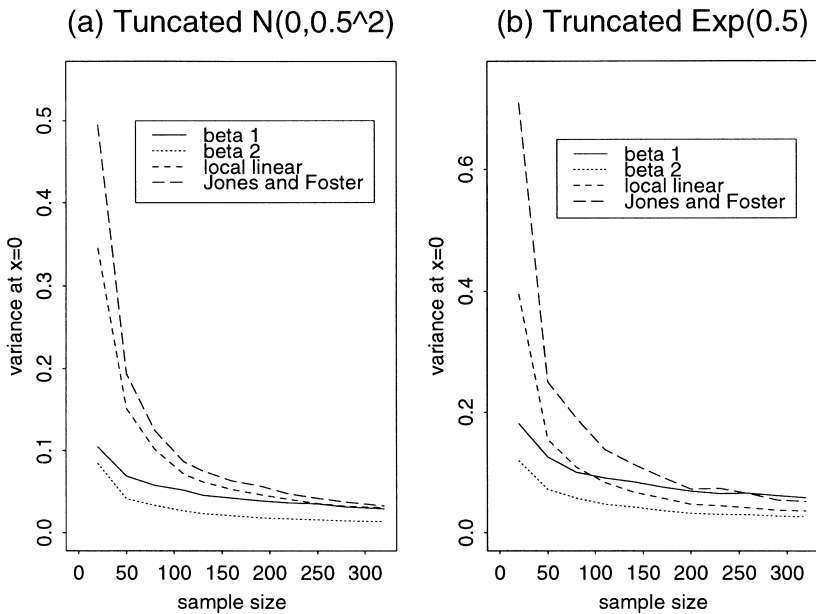 (a) Tuncated N(0,0.5^2)
variance at x=0
0.5
0.4
0.3
0.2
0.1
0.0
beta 1
beta 2
local linear
Jones and Foster
0 50 100 150 200 250 300
sample size
(b) Truncated Exp(0.5)
variance at x=0
0.6
0.4
0.2
0.0
beta 1
beta 2
local linear
Jones and Foster
0 50 100 150 200 250 300
sample size